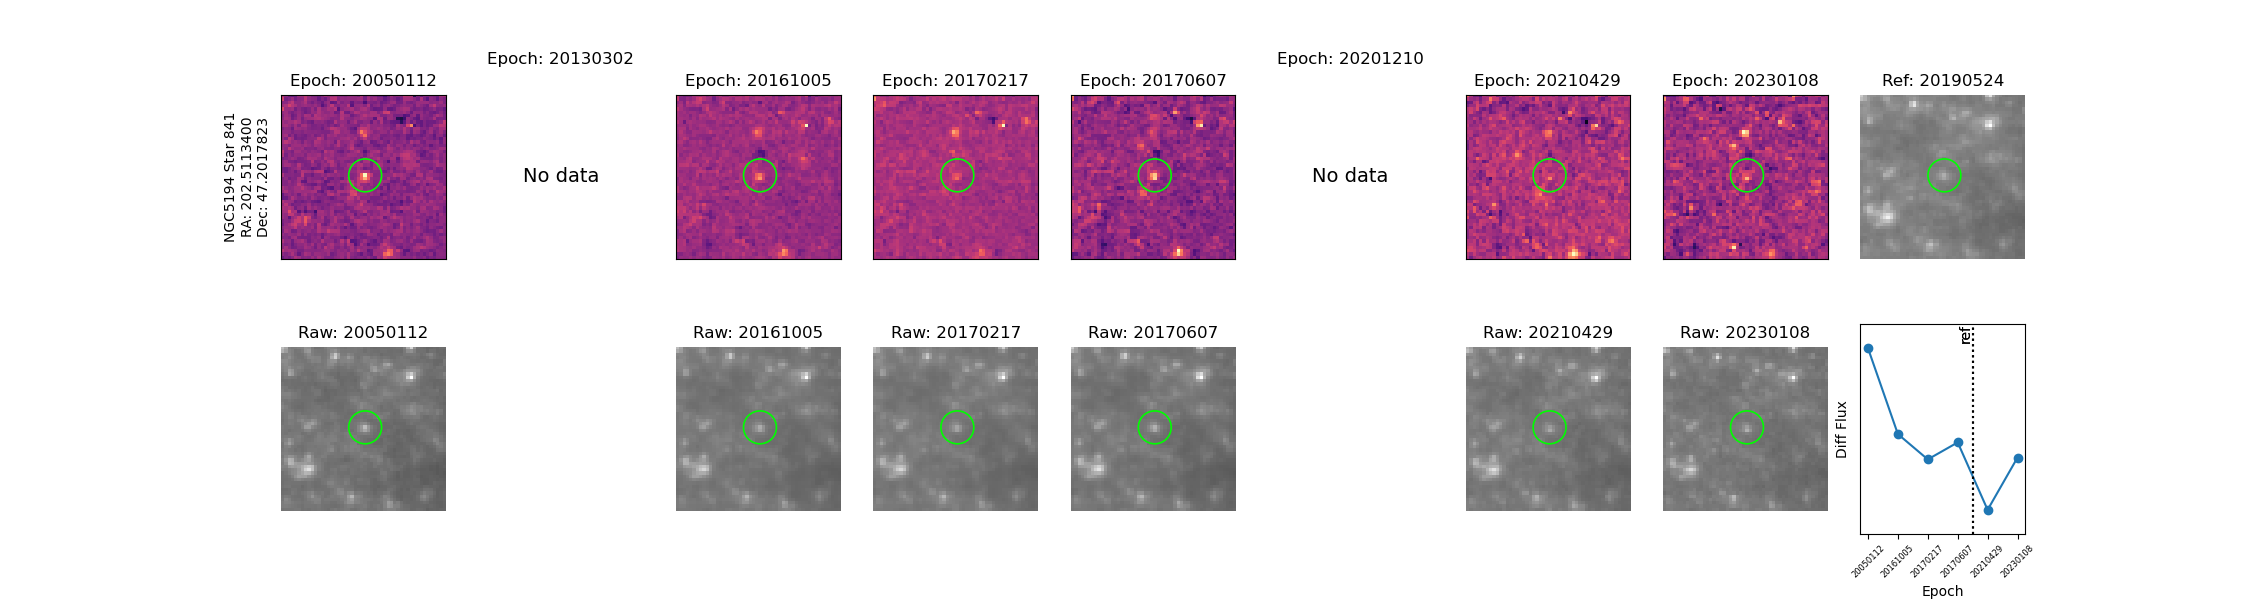 Epoch: 20130302
Epoch: 20201210
Epoch: 20050112
Epoch: 20161005
Epoch: 20170217
Epoch: 20170607
Epoch: 20210429
Epoch: 20230108
Ref: 20190524
NGC5194 Star 841
RA: 202.5113400
Dec: 47.2017823
No data
No data
Raw: 20050112
Raw: 20161005
Raw: 20170217
Raw: 20170607
Raw: 20210429
Raw: 20230108
ref
Diff Flux
20050112
20161005
20170217
20170607
20210429
20230108
Epoch